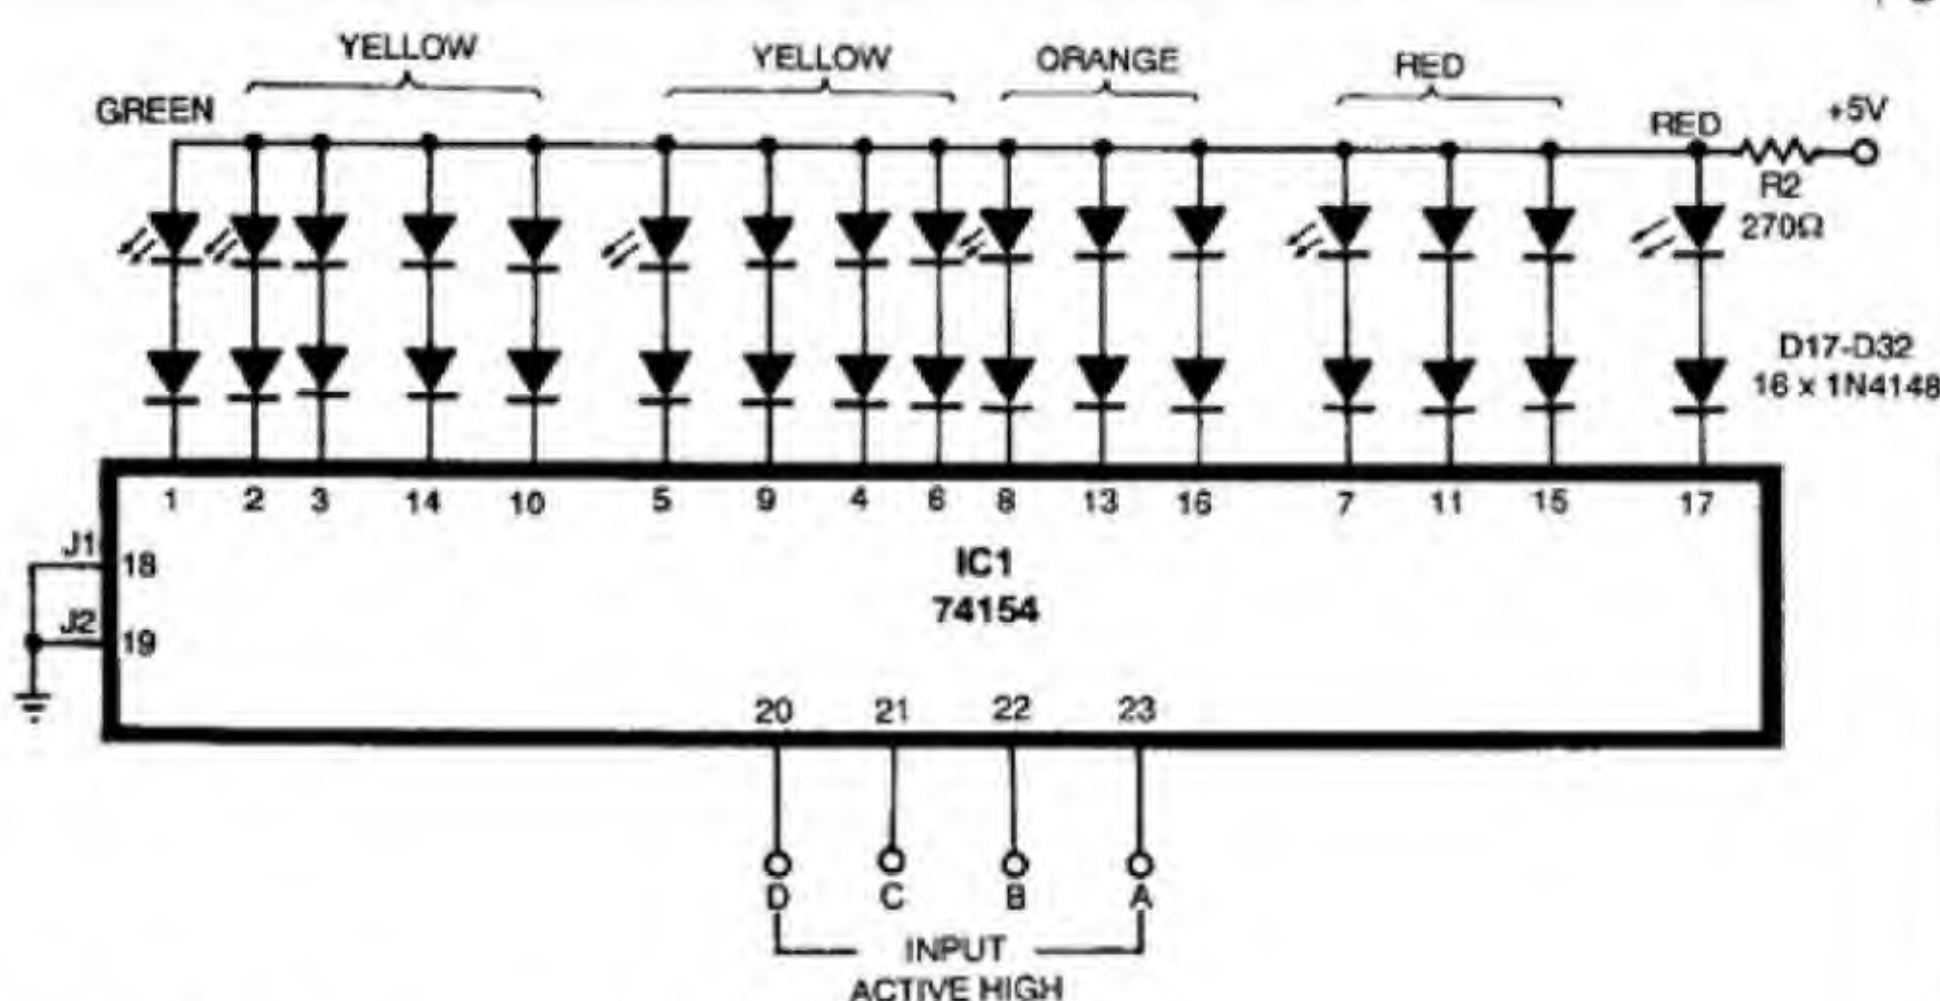 YELLOW
YELLOW
ORANGE
RED
GREEN
RED
+5V
R2
270Ω
D17-D32
16 x 1N4148
1 2 3 14 10 5 9 4 6 8 13 16 7 11 15 17
J1 18
IC1
74154
J2 19
20 21 22 23
D C B A
INPUT
ACTIVE HIGH